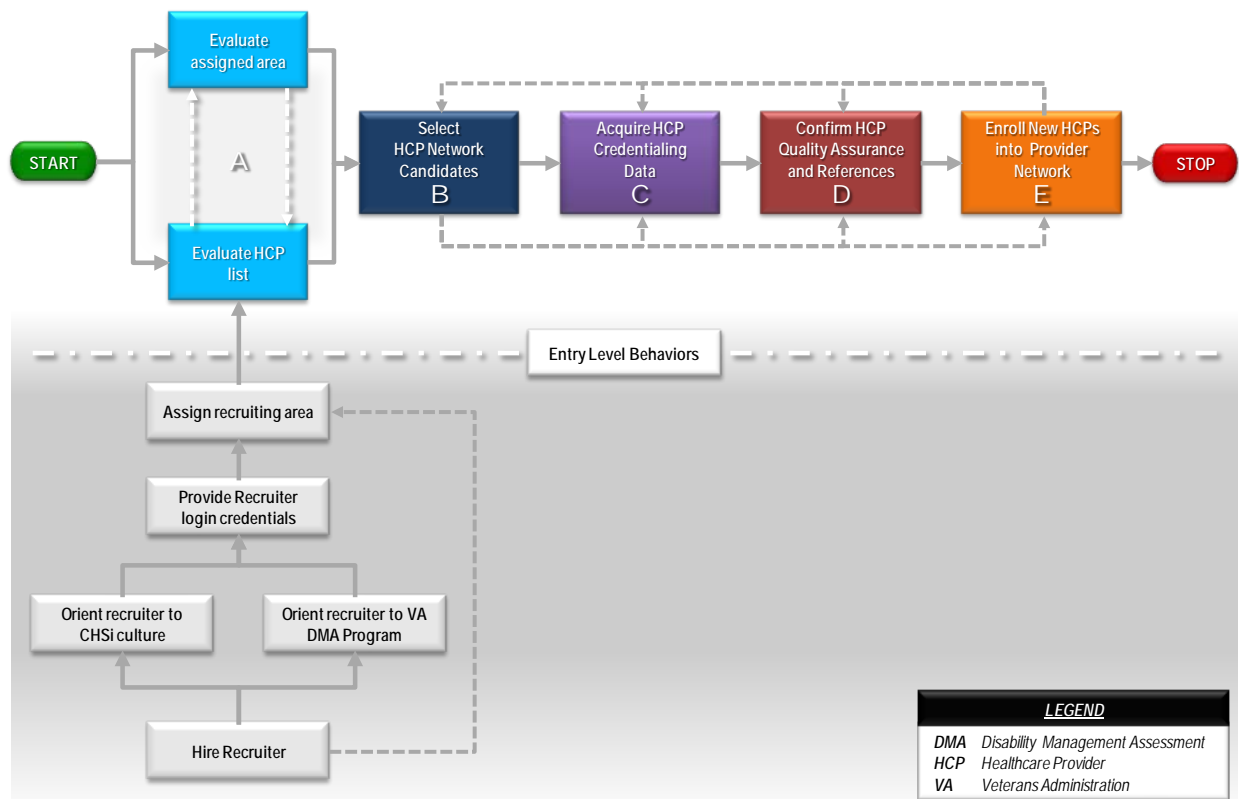 Evaluate
assigned area
START
A
Evaluate HCP
list
Select
HCP Network
Candidates
B
Acquire HCP
Credentialing
Data
C
Confirm HCP
Quality Assurance
and References
D
Enroll New HCPs
into Provider
Network
E
STOP
Entry Level Behaviors
Assign recruiting area
Provide Recruiter
login credentials
Orient recruiter to
CHSi culture
Orient recruiter to VA
DMA Program
Hire Recruiter
LEGEND
DMA Disability Management Assessment
HCP Healthcare Provider
VA Veterans Administration